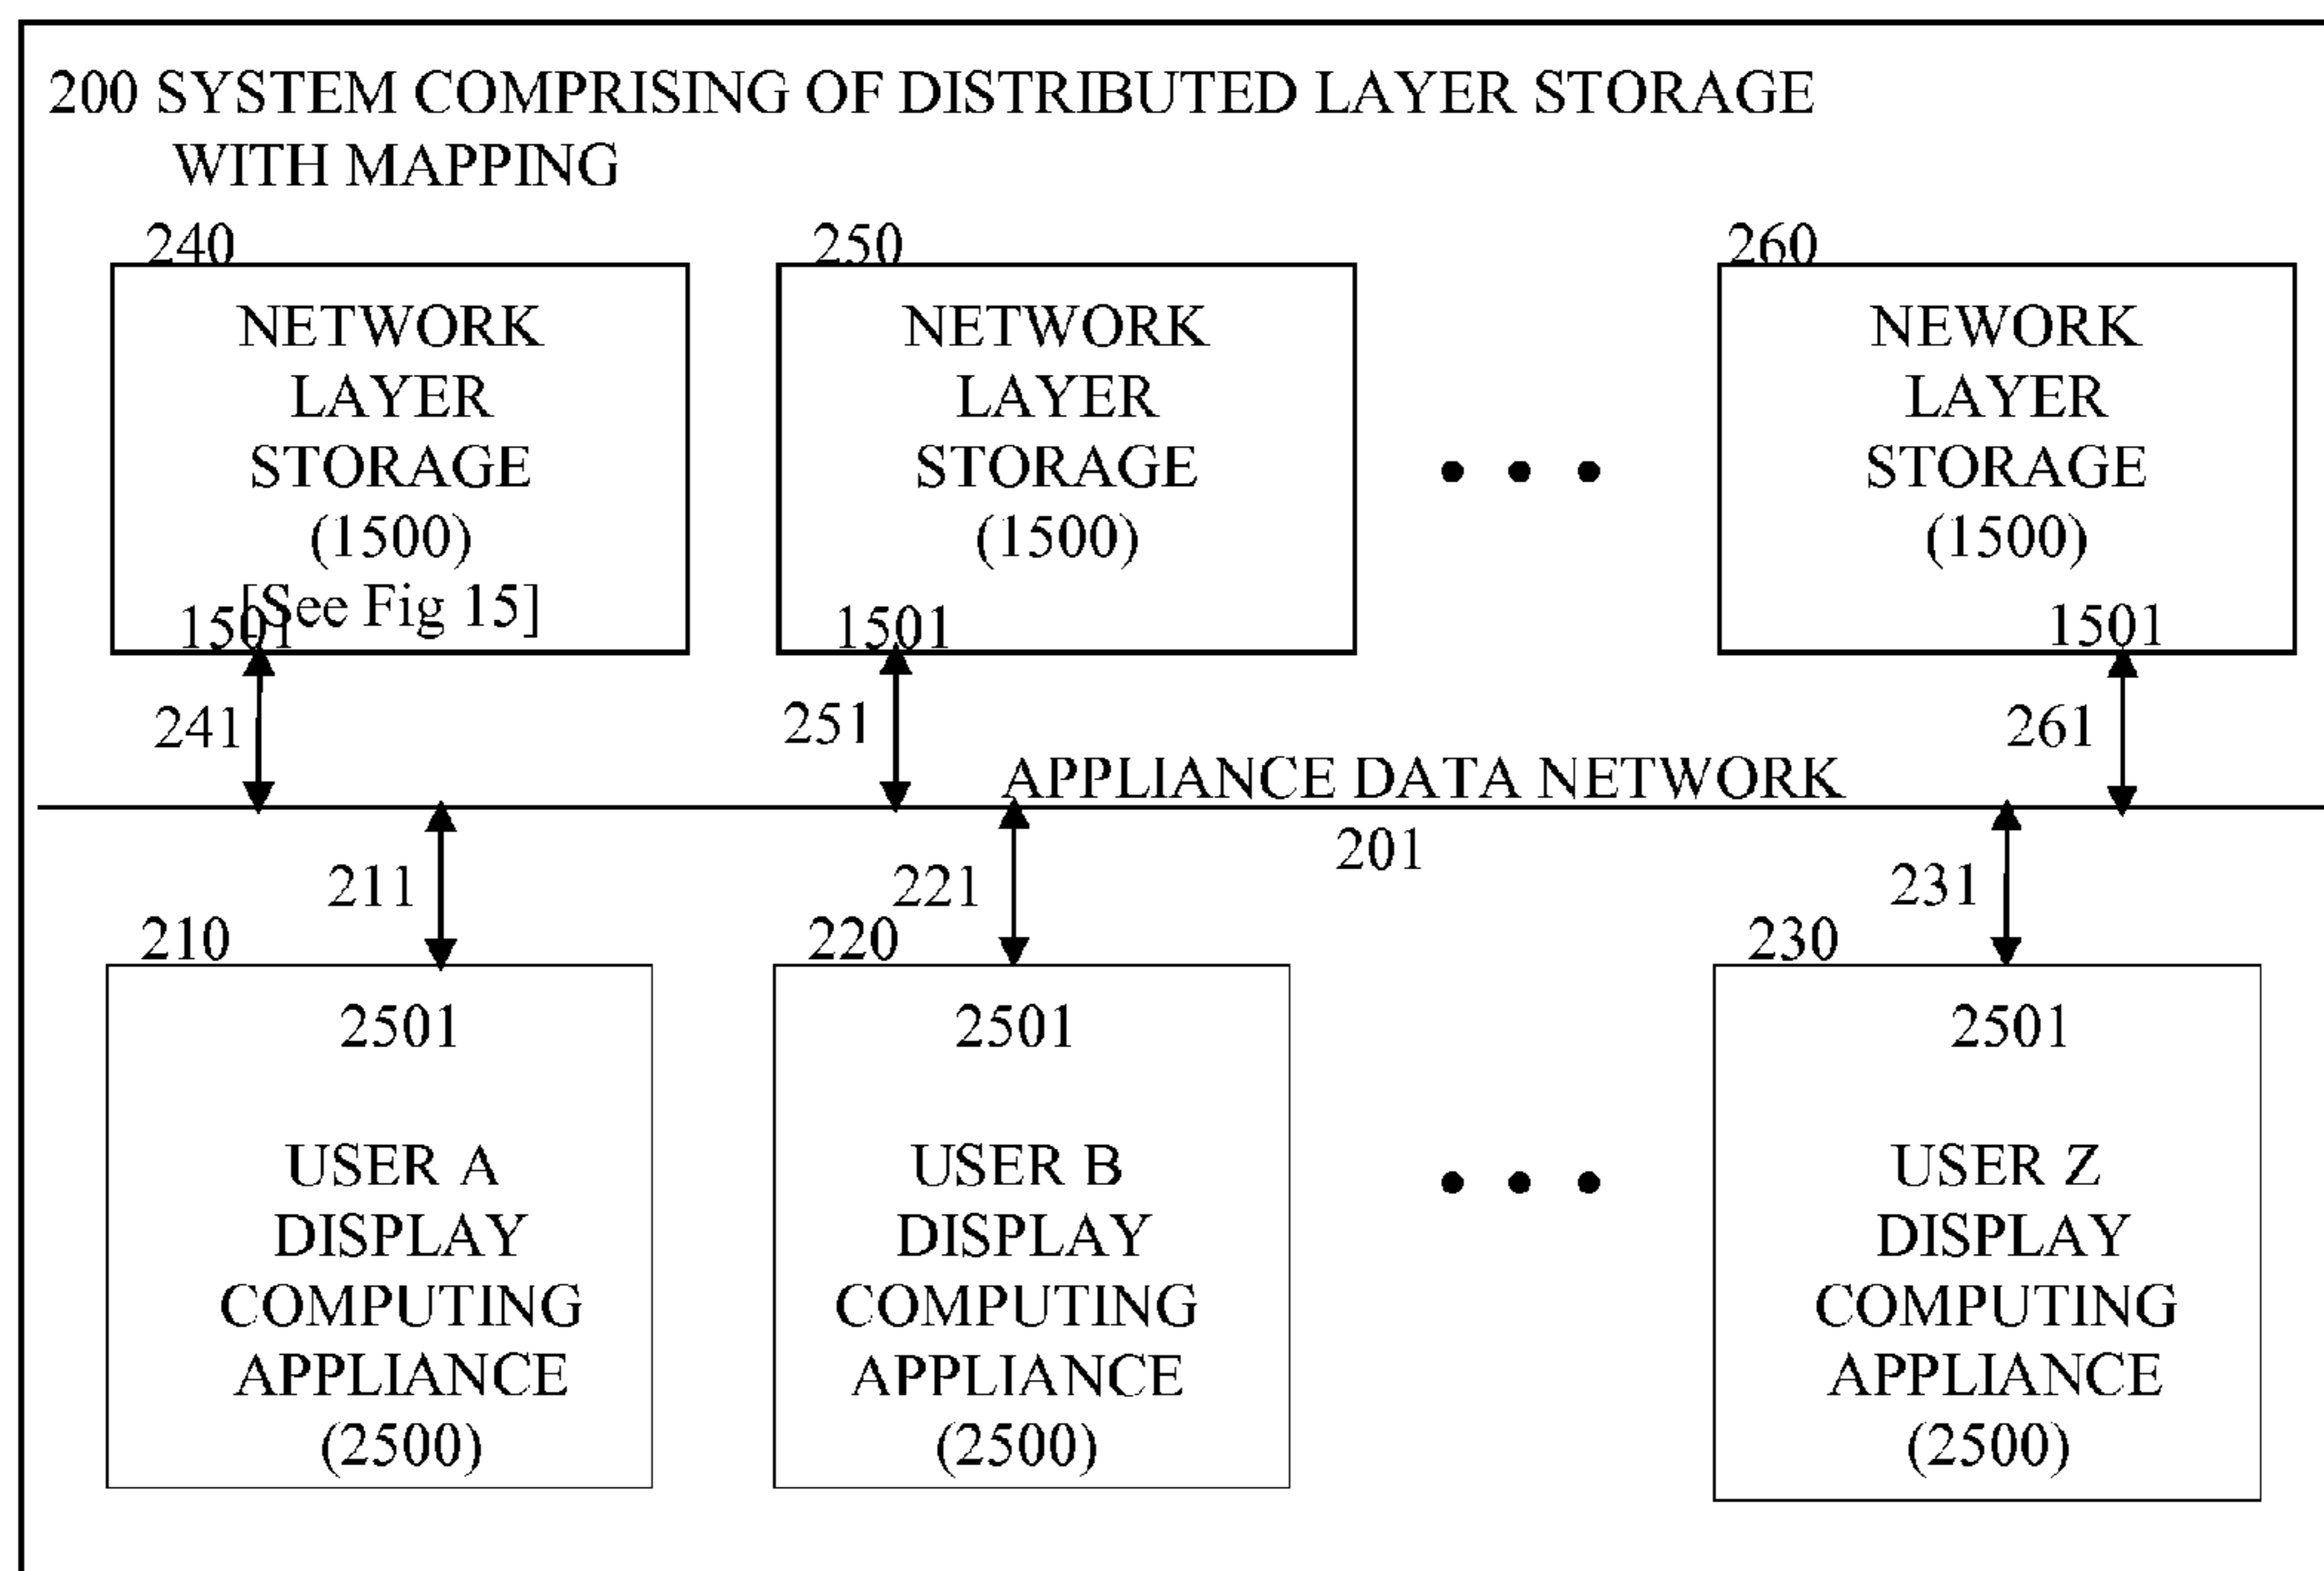 200 SYSTEM COMPRISING OF DISTRIBUTED LAYER STORAGE
WITH MAPPING
240
NETWORK
LAYER
STORAGE
(1500)
[See Fig 15]
1501
250
NETWORK
LAYER
STORAGE
(1500)
1501
260
NEWORK
LAYER
STORAGE
(1500)
1501
241
251
261
APPLIANCE DATA NETWORK
201
211
221
231
210
2501
USER A
DISPLAY
COMPUTING
APPLIANCE
(2500)
220
2501
USER B
DISPLAY
COMPUTING
APPLIANCE
(2500)
230
2501
USER Z
DISPLAY
COMPUTING
APPLIANCE
(2500)